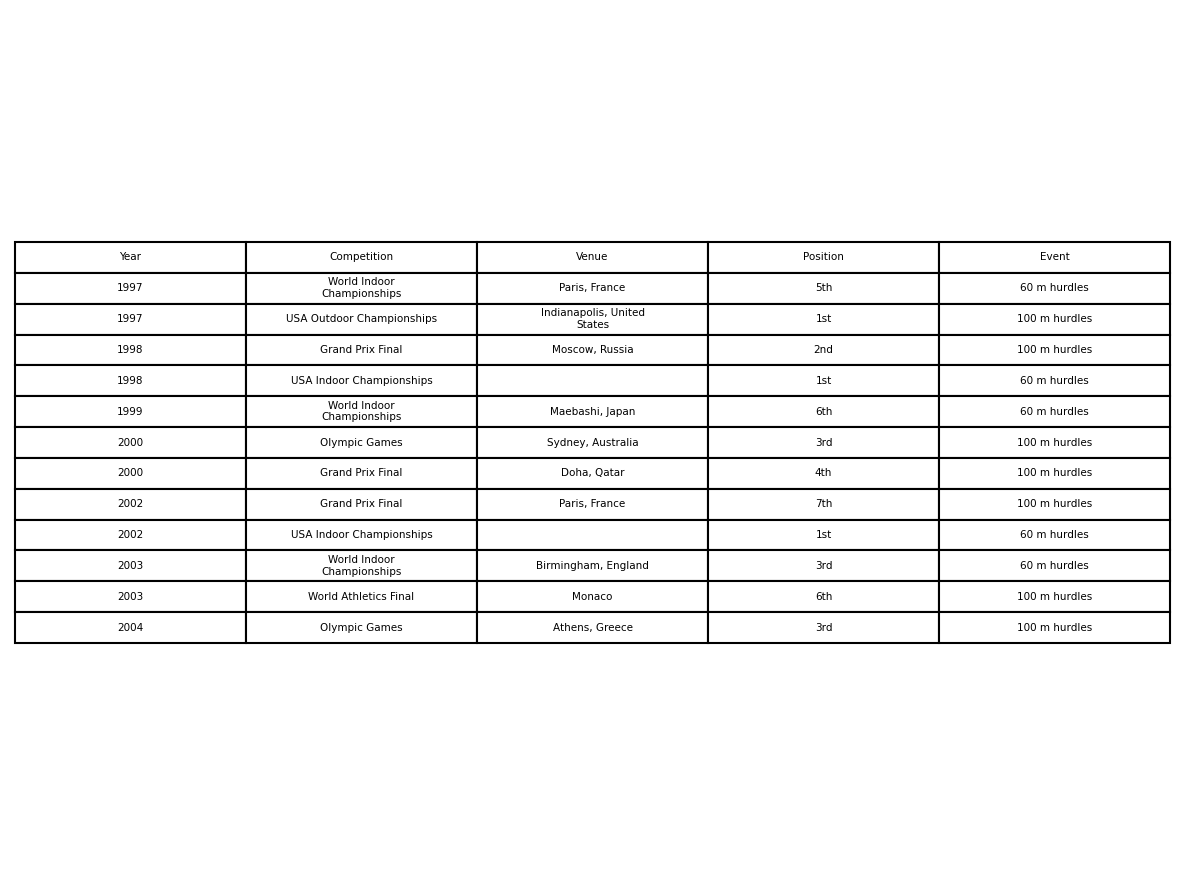 Year Competition Venue Position Event
1997 World Indoor Championships Paris, France 5th 60 m hurdles
1997 USA Outdoor Championships Indianapolis, United States 1st 100 m hurdles
1998 Grand Prix Final Moscow, Russia 2nd 100 m hurdles
1998 USA Indoor Championships 1st 60 m hurdles
1999 World Indoor Championships Maebashi, Japan 6th 60 m hurdles
2000 Olympic Games Sydney, Australia 3rd 100 m hurdles
2000 Grand Prix Final Doha, Qatar 4th 100 m hurdles
2002 Grand Prix Final Paris, France 7th 100 m hurdles
2002 USA Indoor Championships 1st 60 m hurdles
2003 World Indoor Championships Birmingham, England 3rd 60 m hurdles
2003 World Athletics Final Monaco 6th 100 m hurdles
2004 Olympic Games Athens, Greece 3rd 100 m hurdles